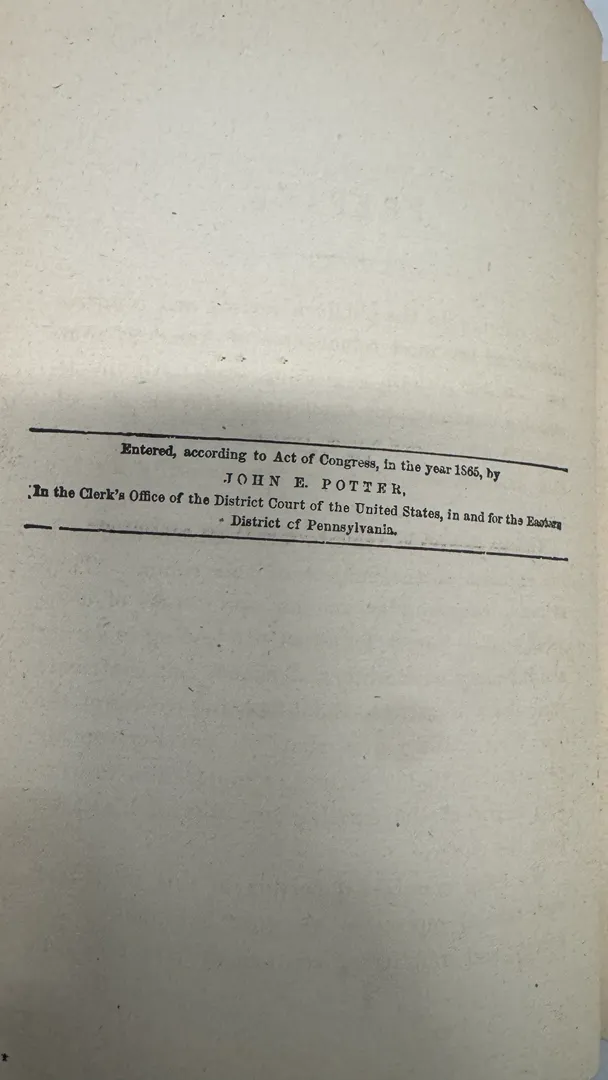 Entered, according to Act of Congress, in the year 1865, by
JOHN E. POTTER,
In the Clerk's Office of the District Court of the United States, in and for the Eastern
District of Pennsylvania.